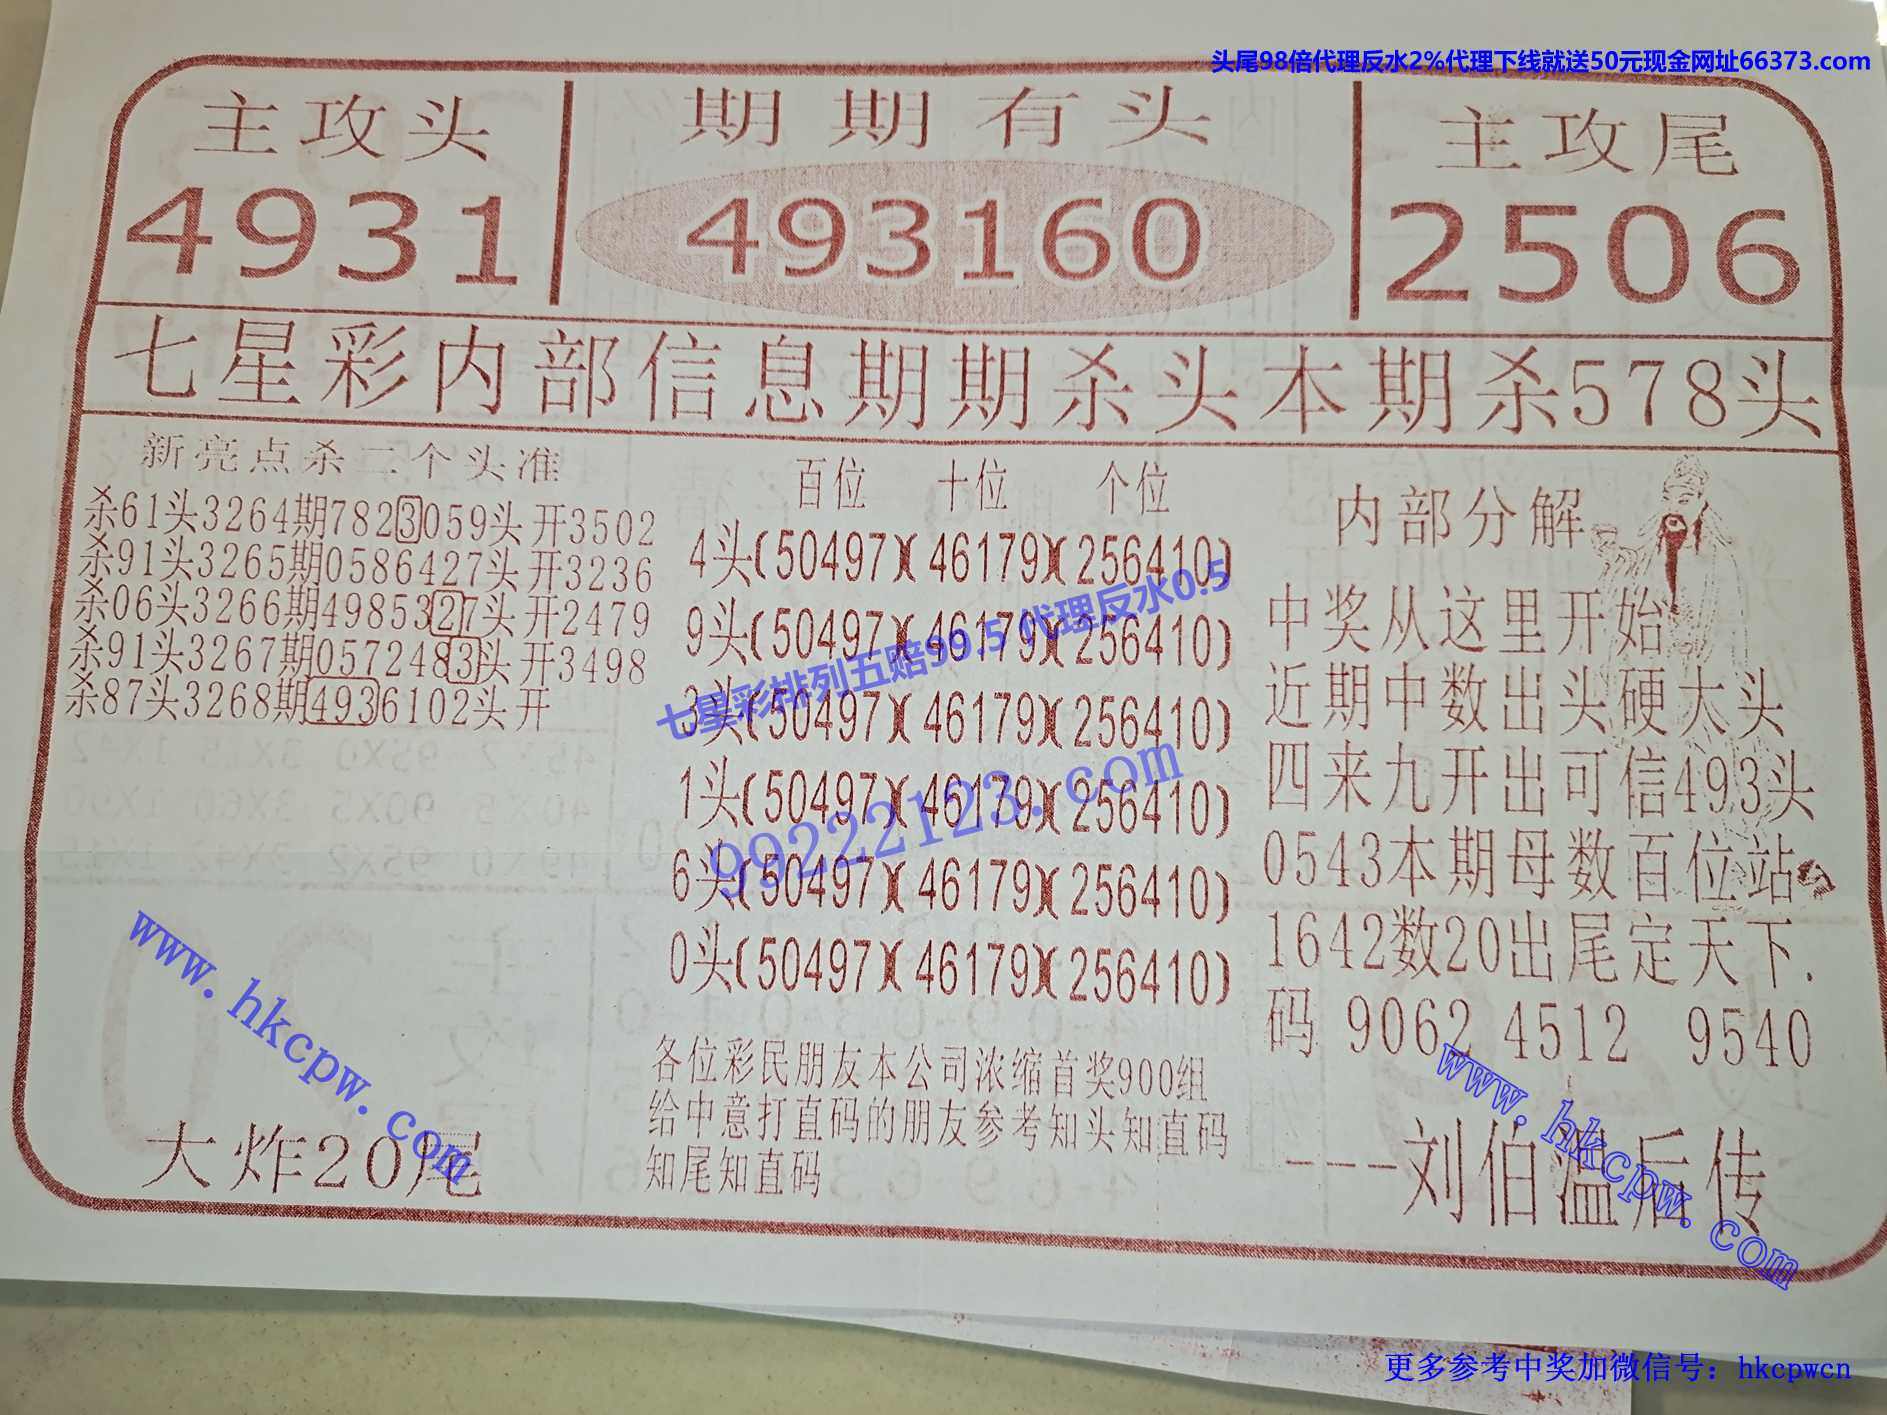 头尾98倍代理反水2%代理下线就送50元现金网址66373.com
主攻头
4931
期期有头
493160
主攻尾
2506
七星彩内部信息期期杀头本期杀578头
新亮点杀二个头准
杀61头3264期7823059头开3502
杀91头3265期0586427头开3236
杀06头3266期4985327头开2479
杀91头3267期0572483头开3498
杀87头3268期4936102头开
大炸20尾
百位 十位 个位
4头(50497)(46179)(256410)
9头(50497)(46179)(256410)
3头(50497)(46179)(256410)
1头(50497)(46179)(256410)
6头(50497)(46179)(256410)
0头(50497)(46179)(256410)
七星彩排列五赔99.5 代理反水0.5
99222123.com
各位彩民朋友本公司浓缩首奖900组
给中意打直码的朋友参考知头知直码
知尾知直码
内部分解
中奖从这里开始
近期中数出头硬大头
四来九开出可信493头
0543本期母数百位站
1642数20出尾定天下.
码 9062 4512 9540
---刘伯温后传
www.hkcpw.com
www.hkcpw.com
更多参考中奖加微信号：hkcpwcn